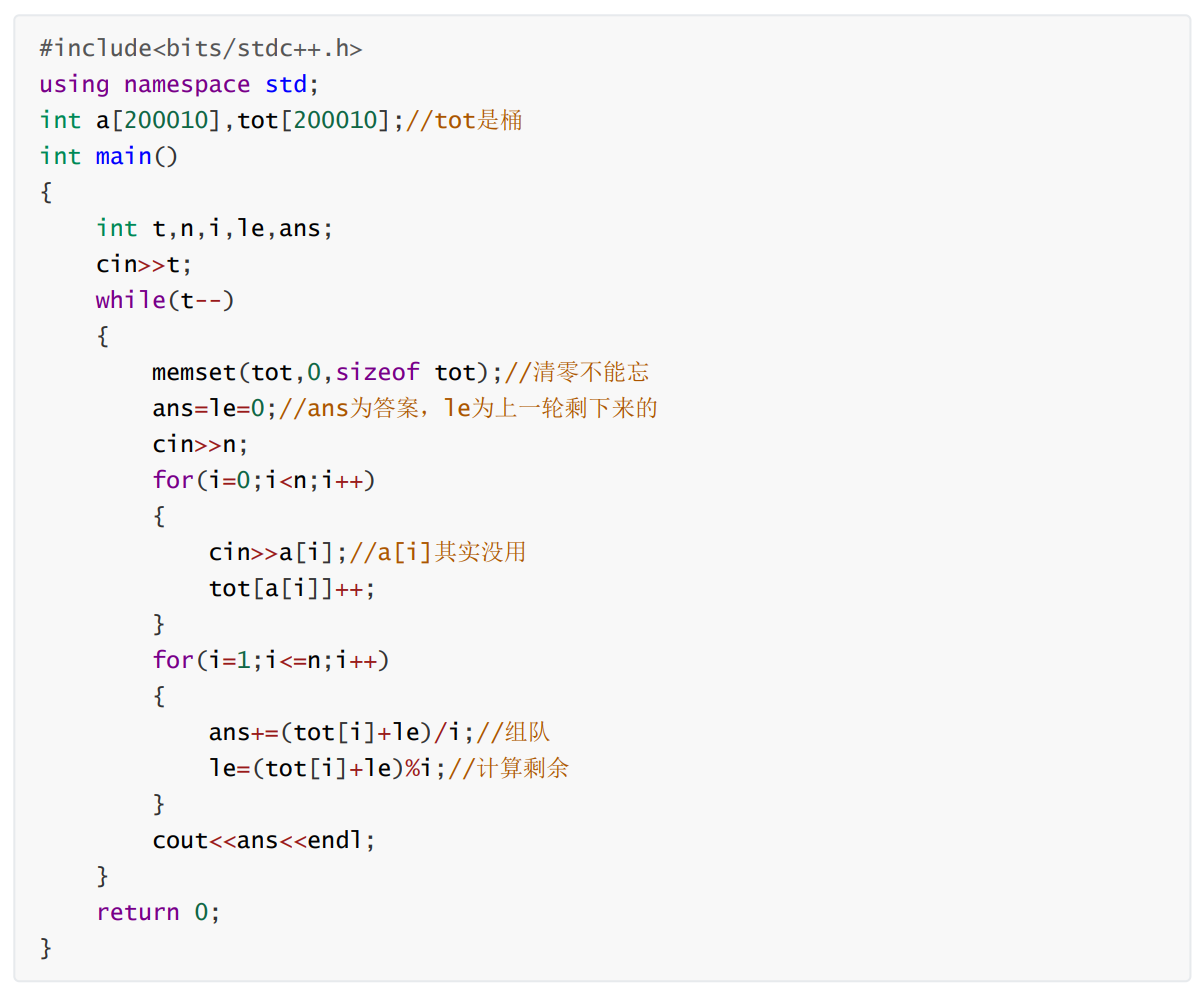 #include<bits/stdc++.h>
using namespace std;
int a[200010],tot[200010];//tot是桶
int main()
{
    int t,n,i,le,ans;
    cin>>t;
    while(t--)
    {
        memset(tot,0,sizeof tot);//清零不能忘
        ans=le=0;//ans为答案，le为上一轮剩下来的
        cin>>n;
        for(i=0;i<n;i++)
        {
            cin>>a[i];//a[i]其实没用
            tot[a[i]]++;
        }
        for(i=1;i<=n;i++)
        {
            ans+=(tot[i]+le)/i;//组队
            le=(tot[i]+le)%i;//计算剩余
        }
        cout<<ans<<endl;
    }
    return 0;
}